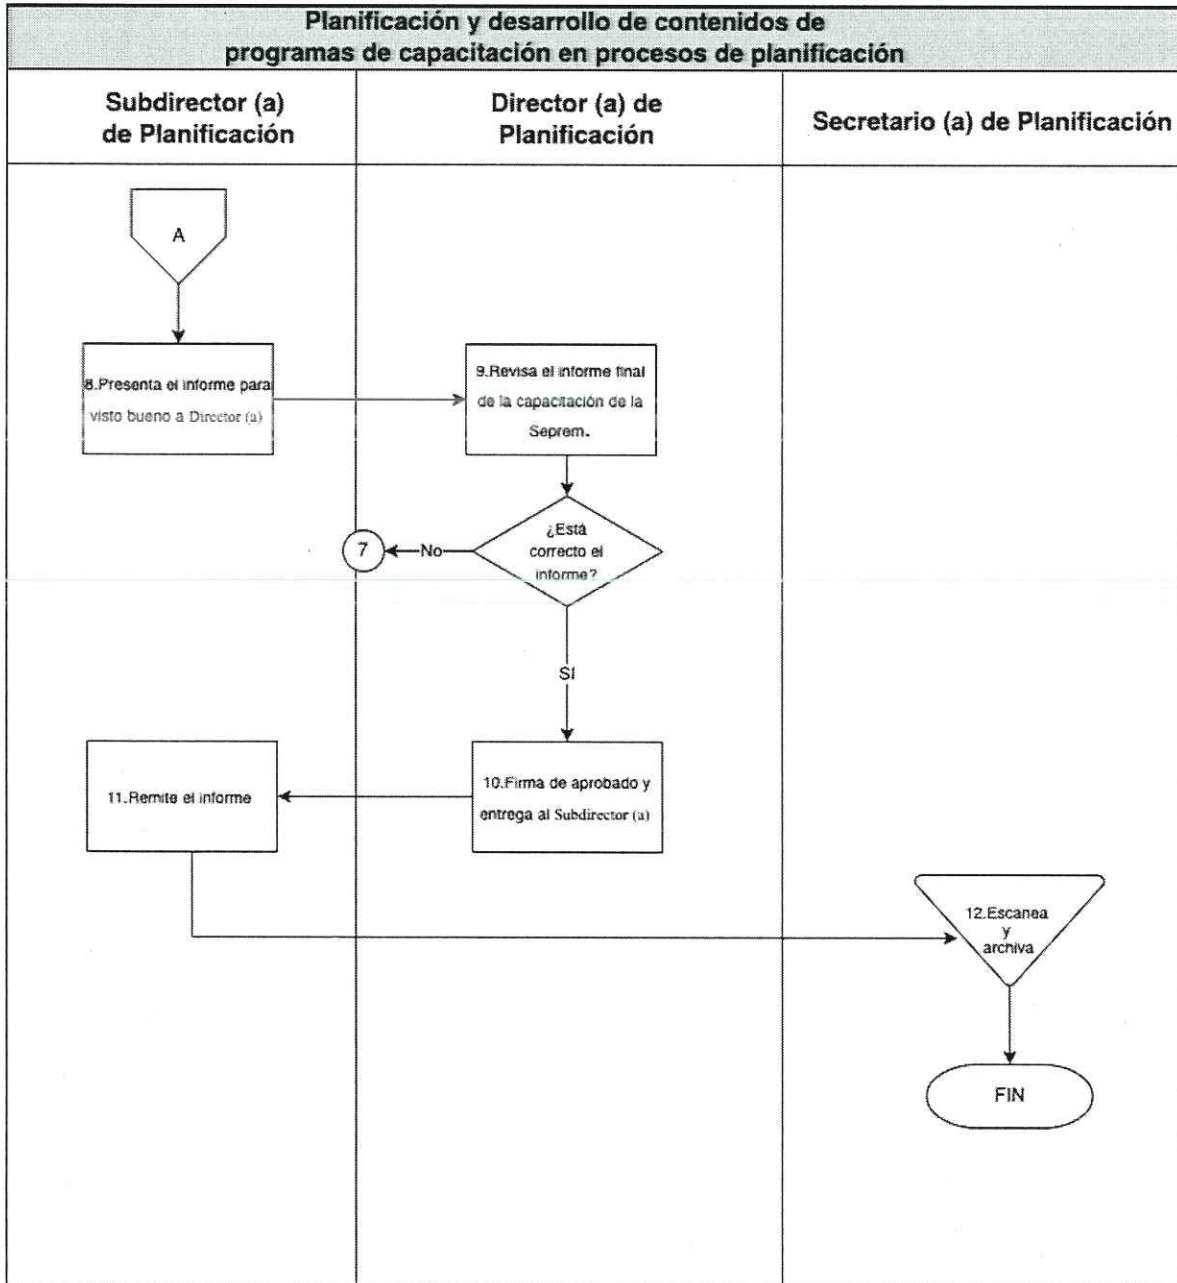 Planificación y desarrollo de contenidos de
programas de capacitación en procesos de planificación
Subdirector (a)
de Planificación
Director (a) de
Planificación
Secretario (a) de Planificación
A
8.Presenta el informe para
visto bueno a Director (a)
9.Revisa el informe final
de la capacitación de la
Seprem.
¿Está
correcto el
informe?
No
7
SI
10.Firma de aprobado y
entrega al Subdirector (a)
11.Remite el informe
12.Escanea
y
archiva
FIN